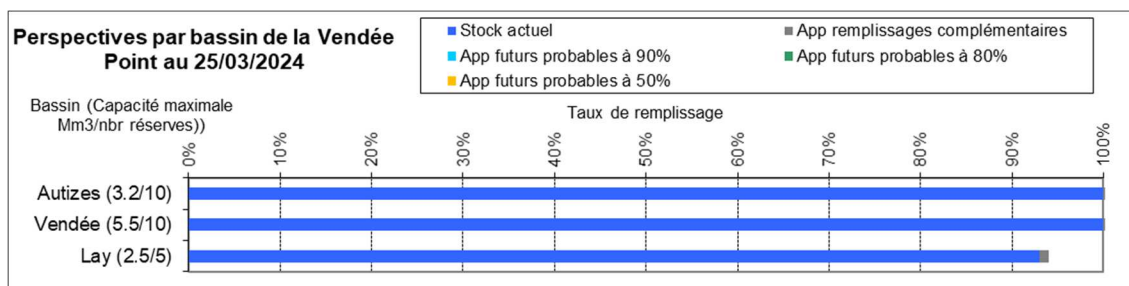 Perspectives par bassin de la Vendée
Point au 25/03/2024
Stock actuel
App remplissages complémentaires
App futurs probables à 90%
App futurs probables à 80%
App futurs probables à 50%
Bassin (Capacité maximale
Mm3/nbr réserves))
Taux de remplissage
0%
10%
20%
30%
40%
50%
60%
70%
80%
90%
100%
Autizes (3.2/10)
Vendée (5.5/10)
Lay (2.5/5)